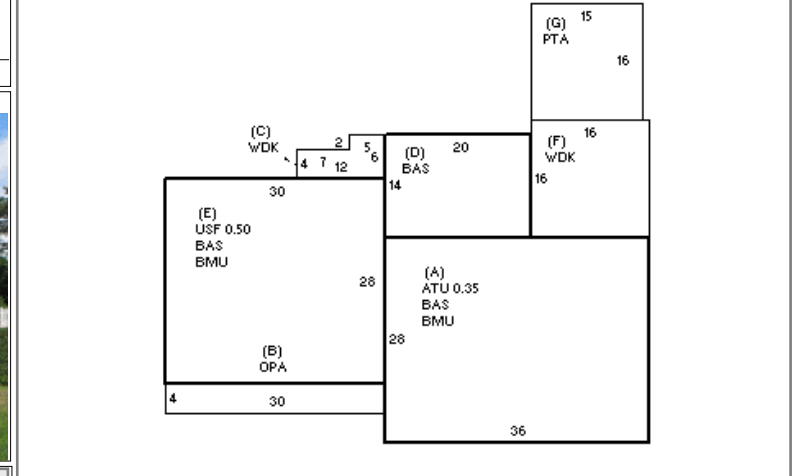 (G)
PTA
15
16
(C)
WDK
2
5
6
4
7
12
(D)
BAS
20
14
(F)
WDK
16
16
30
(E)
USF 0.50
BAS
BMU
28
(A)
ATU 0.35
BAS
BMU
28
36
(B)
OPA
4
30